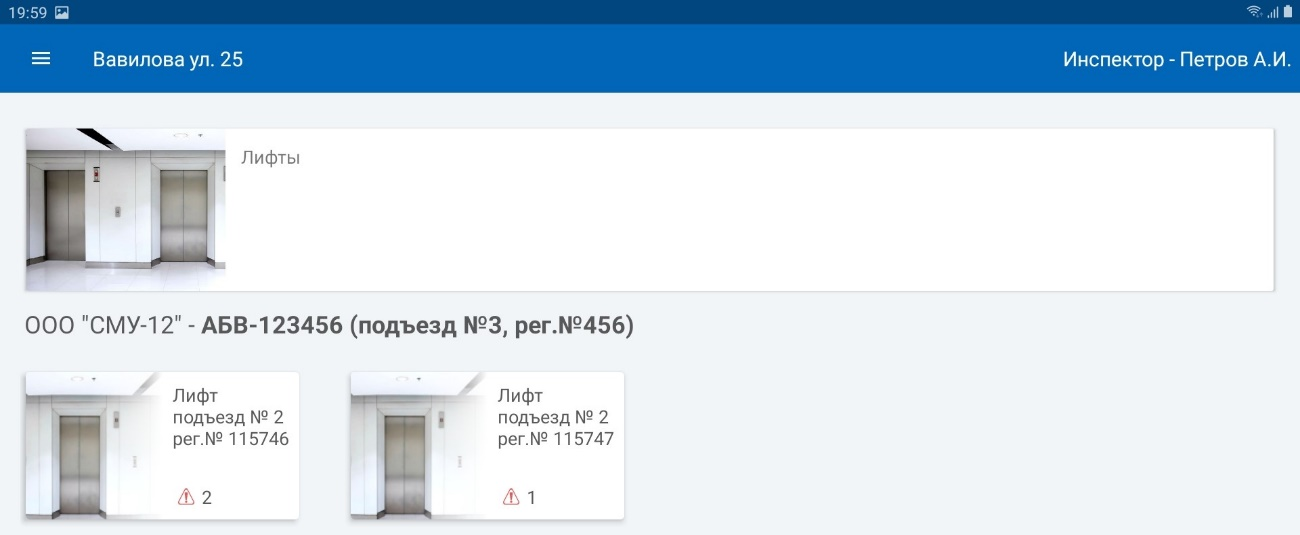 19:59
Вавилова ул. 25
Инспектор - Петров А.И.
Лифты
ООО "СМУ-12" - АБВ-123456 (подъезд №3, рег.№456)
Лифт
подъезд № 2
рег.№ 115746
2
Лифт
подъезд № 2
рег.№ 115747
1